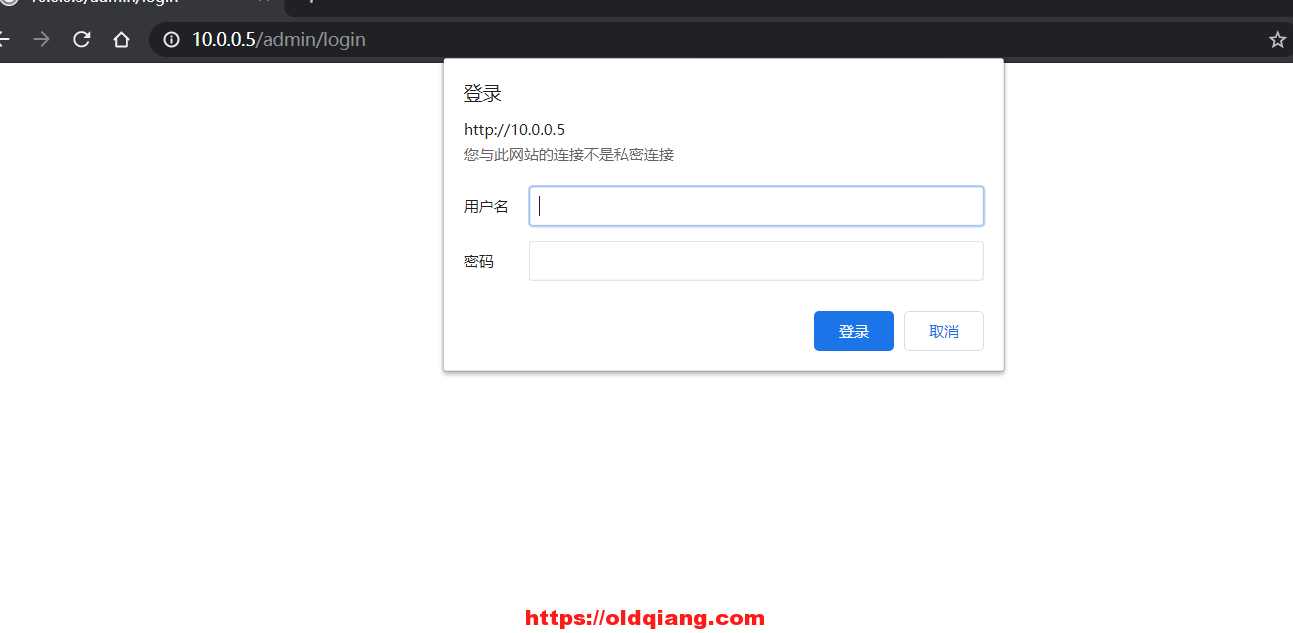 10.0.0.5/admin/login
10.0.0.5/admin/login
登录
http://10.0.0.5
您与此网站的连接不是私密连接
用户名
密码
登录 取消
https://oldqiang.com